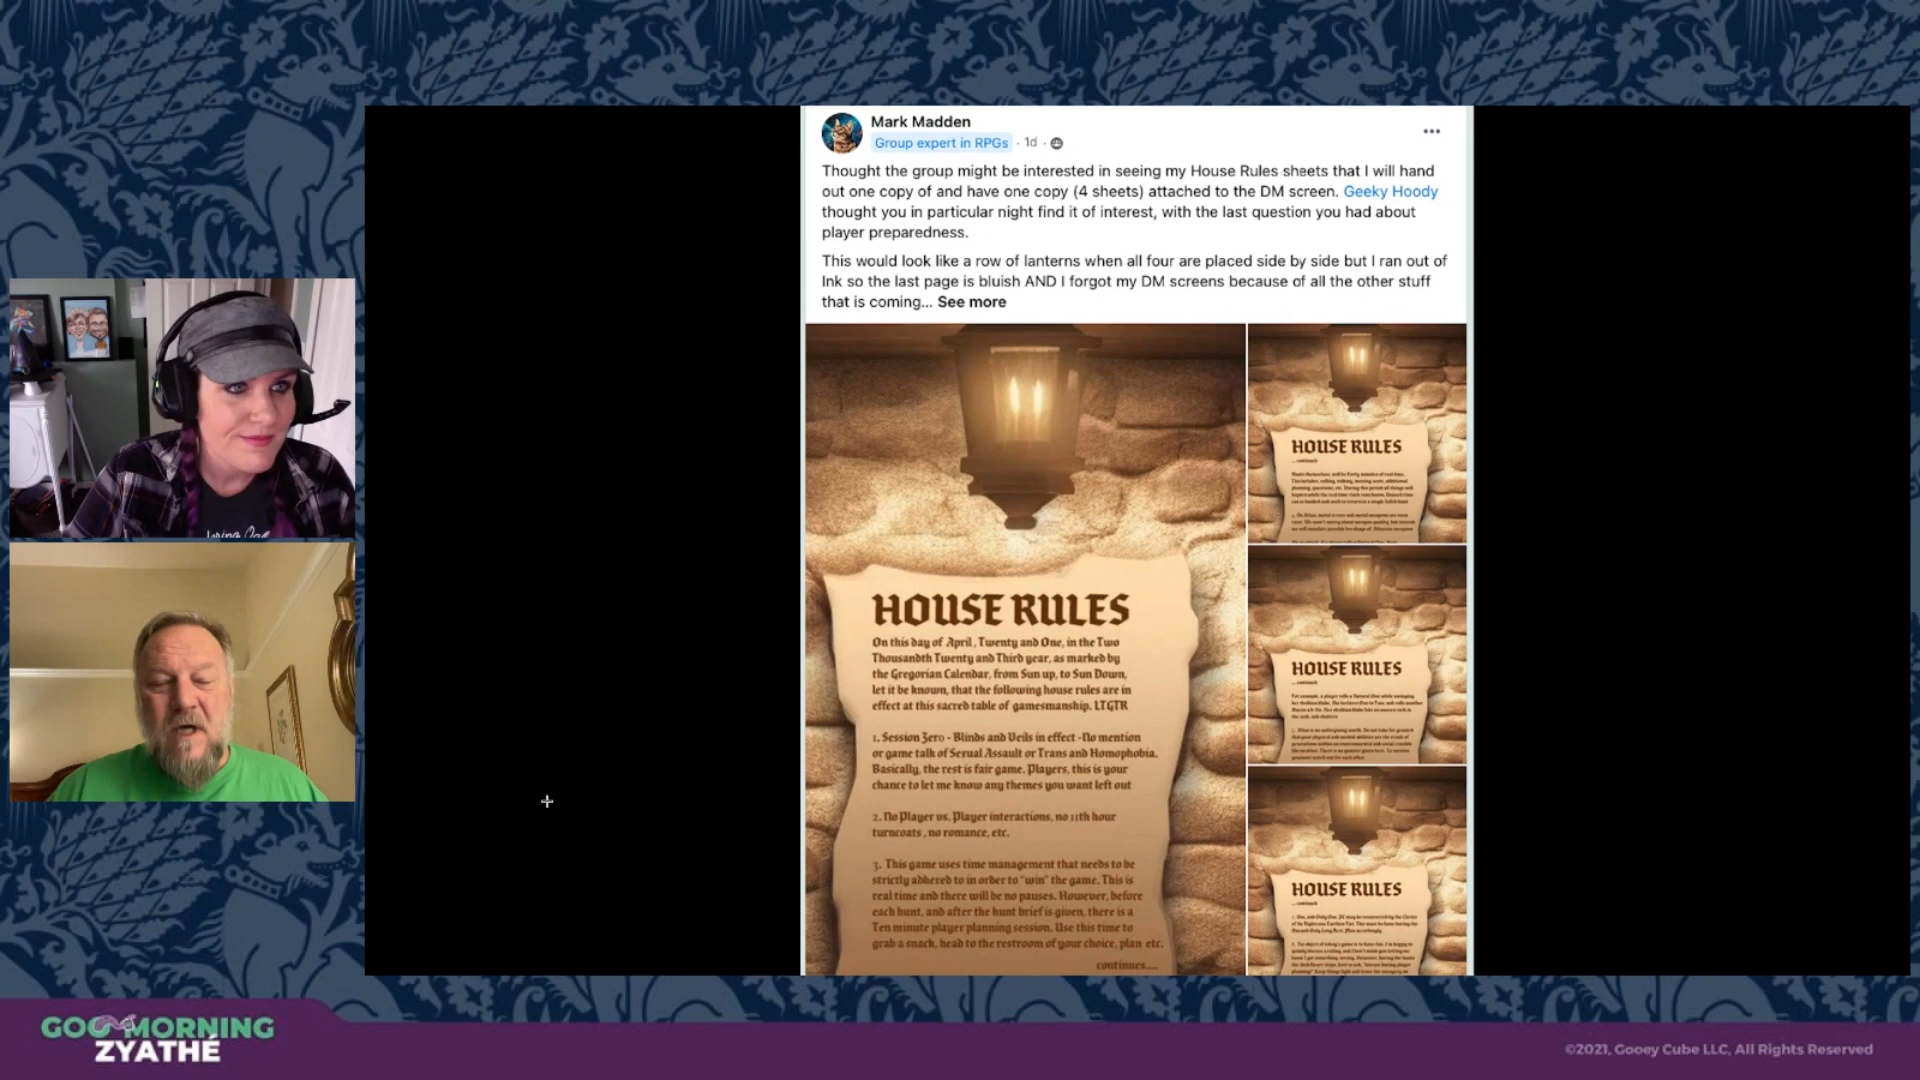 Mark Madden
Group expert in RPGs · 1d ·
Thought the group might be interested in seeing my House Rules sheets that I will hand
out one copy of and have one copy (4 sheets) attached to the DM screen. Geeky Hoody
thought you in particular night find it of interest, with the last question you had about
player preparedness.
This would look like a row of lanterns when all four are placed side by side but I ran out of
Ink so the last page is bluish AND I forgot my DM screens because of all the other stuff
that is coming... See more
HOUSE RULES
On this day of April, Twenty and One, in the Two
Thousandth Twenty and Third year, as marked by
the Gregorian Calendar, from Sun up, to Sun Down,
let it be known, that the following house rules are in
effect at this sacred table of gamesmanship. LTGTR
1. Session Zero - Blinds and Veils in effect -No mention
or game talk of Sexual Assault or Trans and Homophobia.
Basically, the rest is fair game. Players, this is your
chance to let me know any themes you want left out
2. No Player vs. Player interactions, no 11th hour
turncoats , no romance, etc.
3. This game uses time management that needs to be
strictly adhered to in order to "win" the game. This is
real time and there will be no pauses. However, before
each hunt, and after the hunt brief is given, there is a
Ten minute player planning session. Use this time to
grab a snack, head to the restroom of your choice, plan etc.
continues....
HOUSE RULES
... continued
HOUSE RULES
... continued
HOUSE RULES
... continued
GOOD MORNING
ZYATHÉ
©2021, Gooey Cube LLC, All Rights Reserved